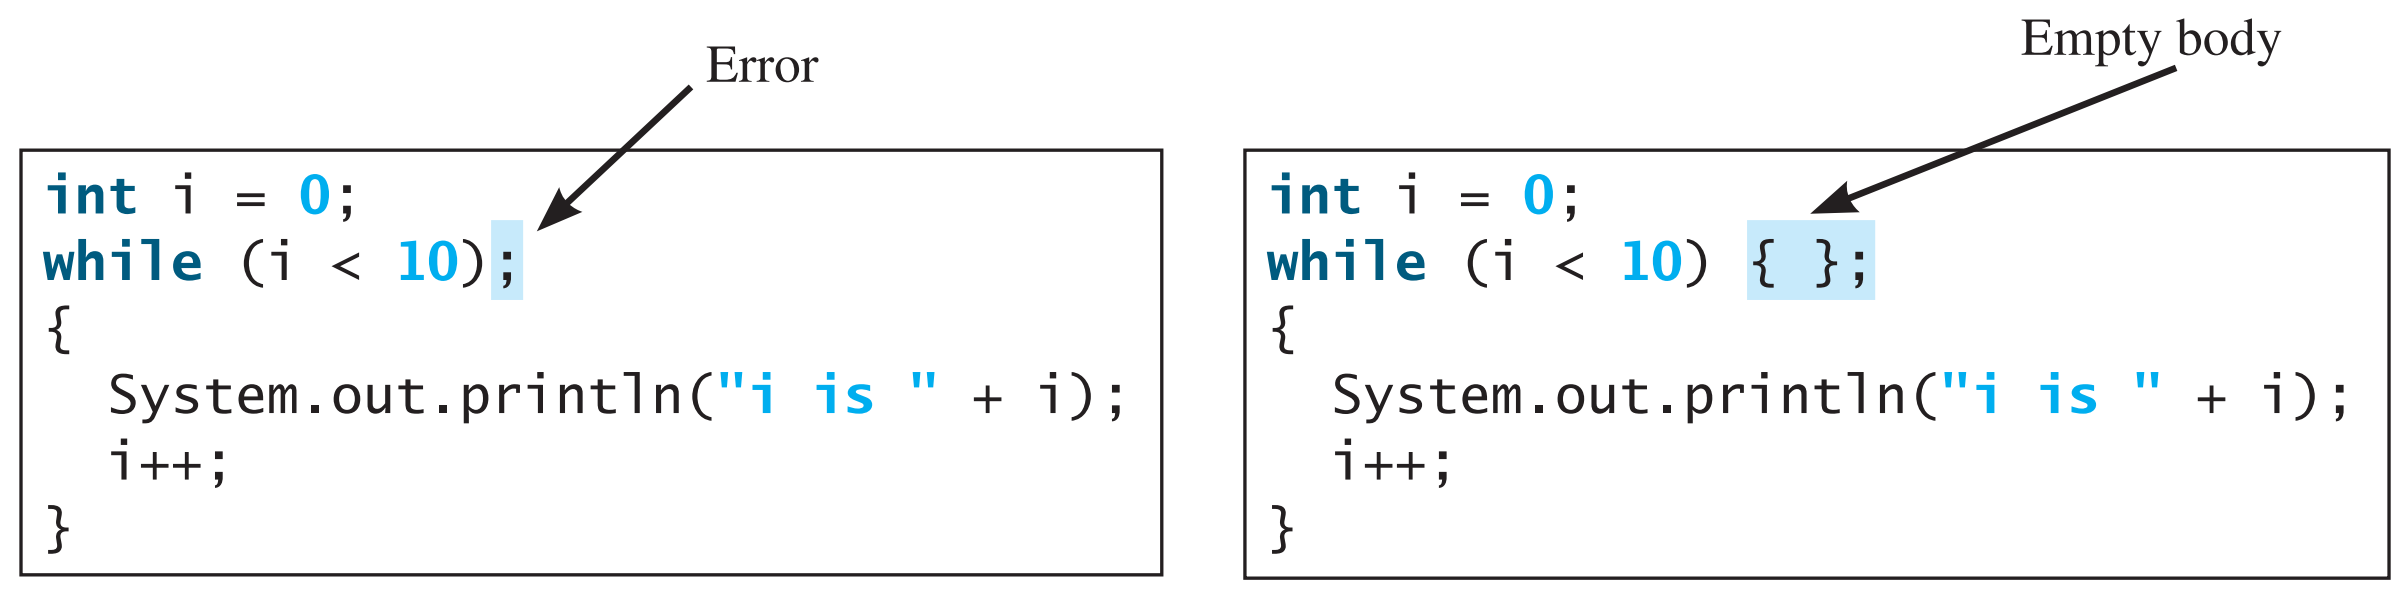 Error
int i = 0;
while (i < 10);
{
  System.out.println("i is " + i);
  i++;
}
Empty body
int i = 0;
while (i < 10) { };
{
  System.out.println("i is " + i);
  i++;
}